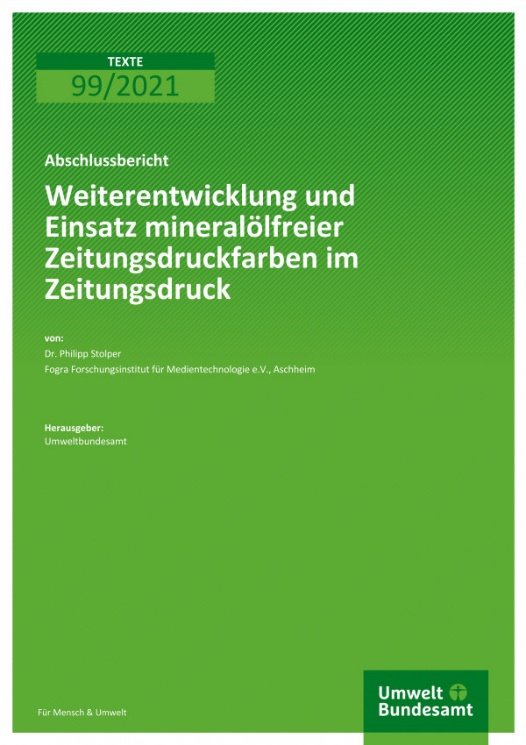 TEXTE
99/2021
Abschlussbericht
Weiterentwicklung und
Einsatz mineralölfreier
Zeitungsdruckfarben im
Zeitungsdruck
von:
Dr. Philipp Stolper
Fogra Forschungsinstitut für Medientechnologie e.V., Aschheim
Herausgeber:
Umweltbundesamt
Für Mensch & Umwelt
Umwelt
Bundesamt